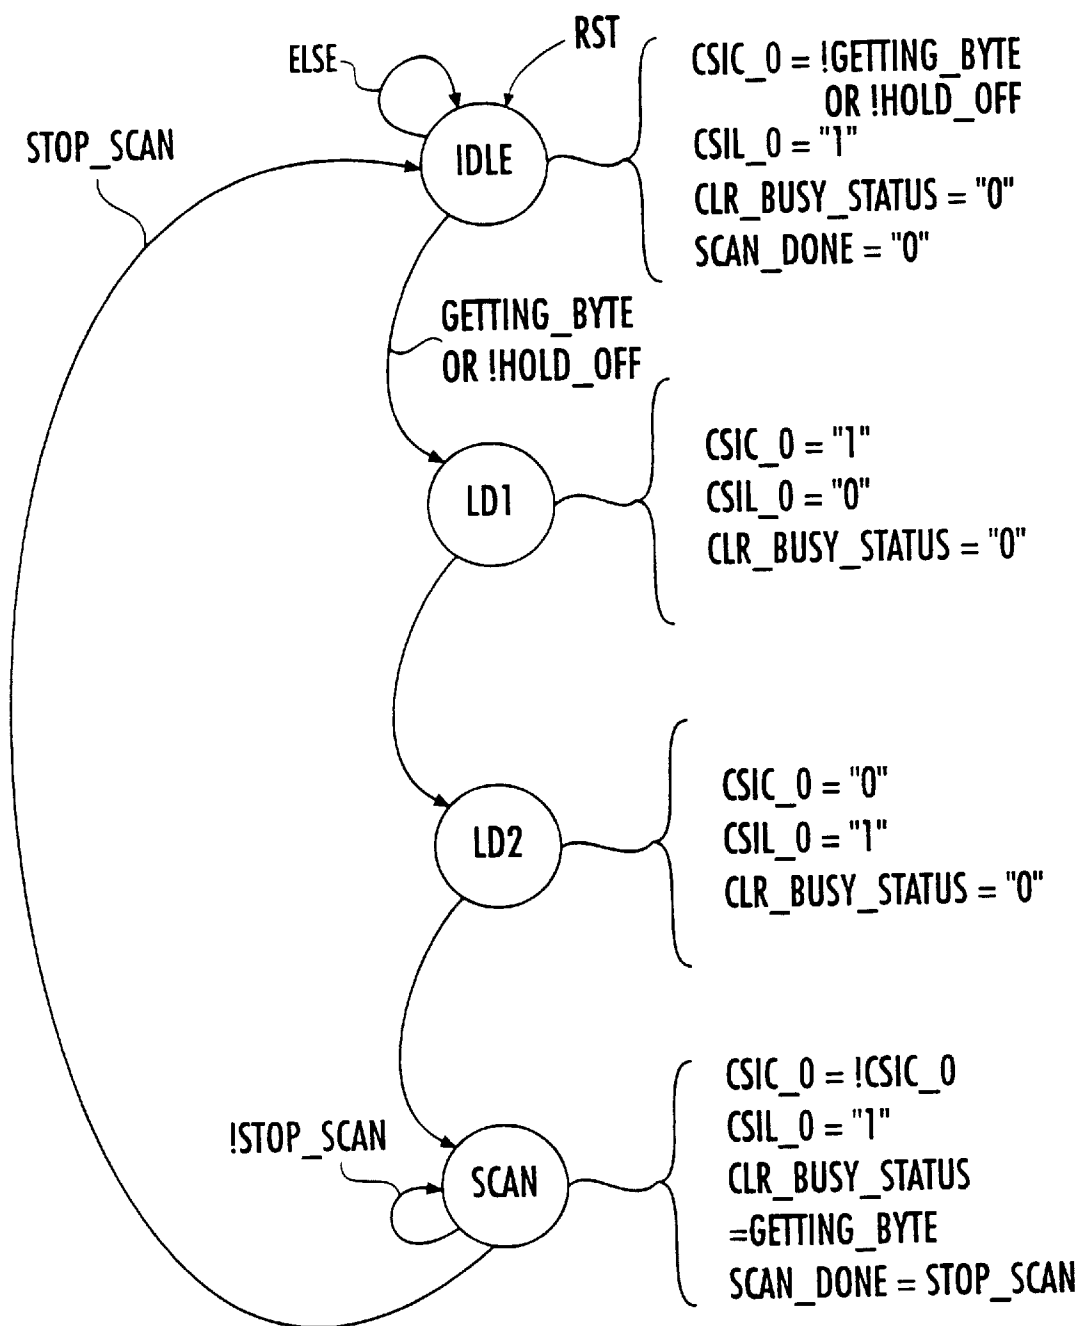 RST
ELSE
CSIC_0 = !GETTING_BYTE
OR !HOLD_OFF
CSIL_0 = "1"
CLR_BUSY_STATUS = "0"
SCAN_DONE = "0"
STOP_SCAN
IDLE
GETTING_BYTE
OR !HOLD_OFF
CSIC_0 = "1"
CSIL_0 = "0"
CLR_BUSY_STATUS = "0"
LD1
CSIC_0 = "0"
CSIL_0 = "1"
CLR_BUSY_STATUS = "0"
LD2
!STOP_SCAN
SCAN
CSIC_0 = !CSIC_0
CSIL_0 = "1"
CLR_BUSY_STATUS
=GETTING_BYTE
SCAN_DONE = STOP_SCAN